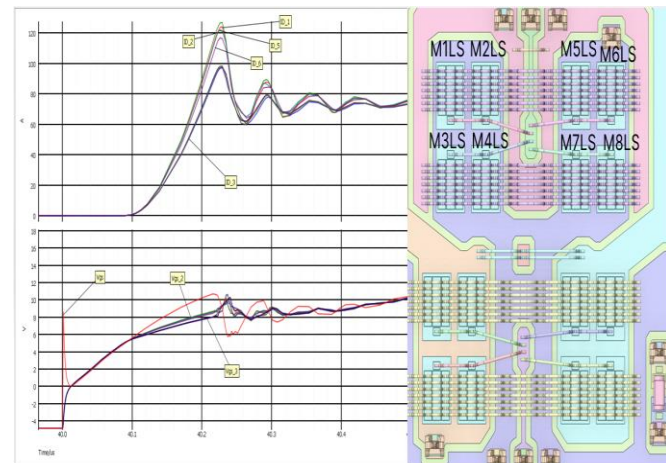 120
100
80
60
40
20
0
A
ID_1
ID_2
ID_5
ID_6
ID_3
18
16
14
12
10
8
6
4
2
0
-2
-4
V
Vgs
Vgs_2
Vgs_3
40.0
40.1
40.2
40.3
40.4
Time/us
M1LS M2LS
M5LS M6LS
M3LS M4LS
M7LS M8LS